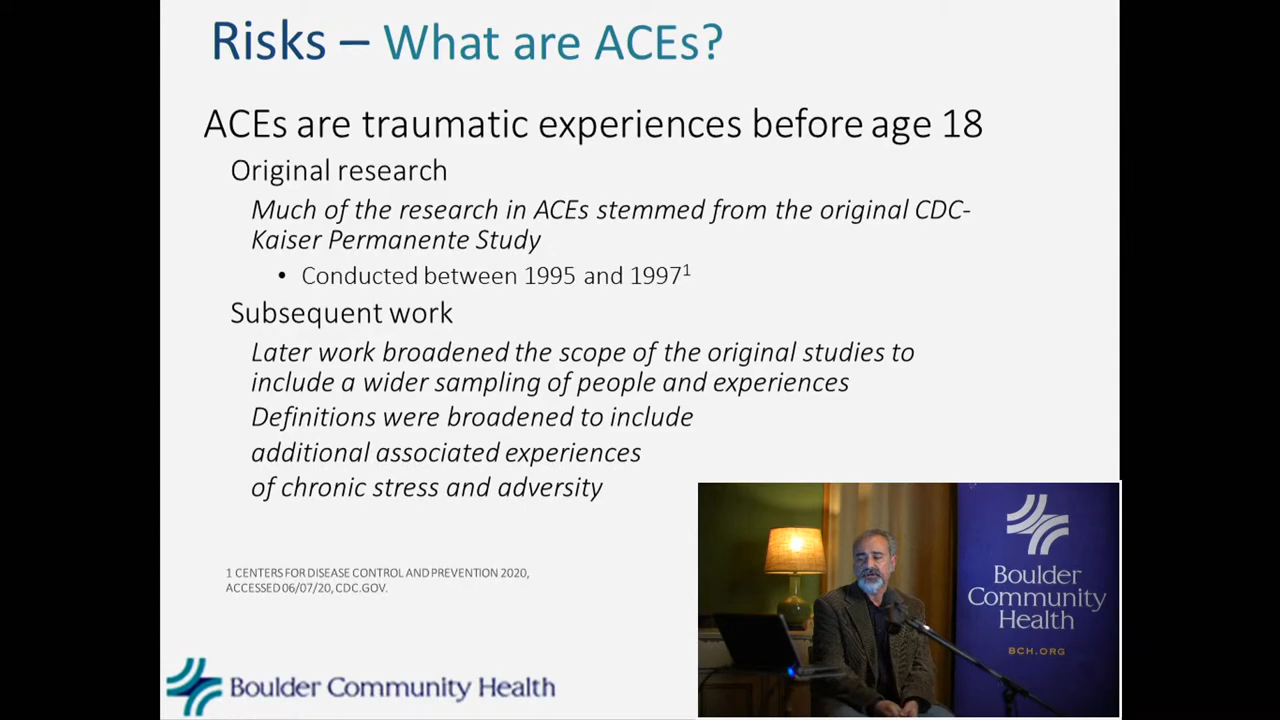 Risks – What are ACEs?
ACEs are traumatic experiences before age 18
Original research
Much of the research in ACEs stemmed from the original CDC-
Kaiser Permanente Study
• Conducted between 1995 and 1997¹
Subsequent work
Later work broadened the scope of the original studies to
include a wider sampling of people and experiences
Definitions were broadened to include
additional associated experiences
of chronic stress and adversity
1 CENTERS FOR DISEASE CONTROL AND PREVENTION 2020,
ACCESSED 06/07/20, CDC.GOV.
Boulder Community Health
Boulder
Community
Health
BCH.ORG